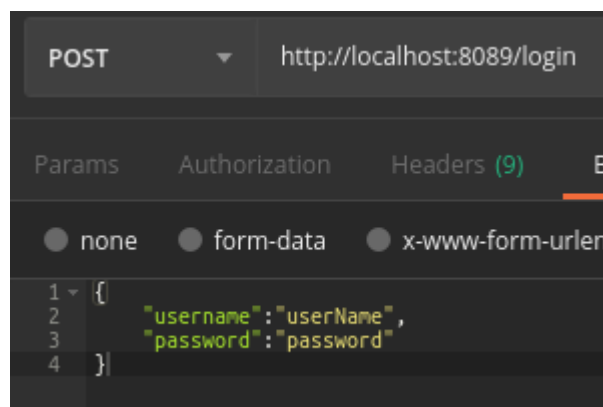 POST http://localhost:8089/login
Params Authorization Headers (9)
none form-data x-www-form-urler
1 {
2 "username":"userName",
3 "password":"password"
4 }